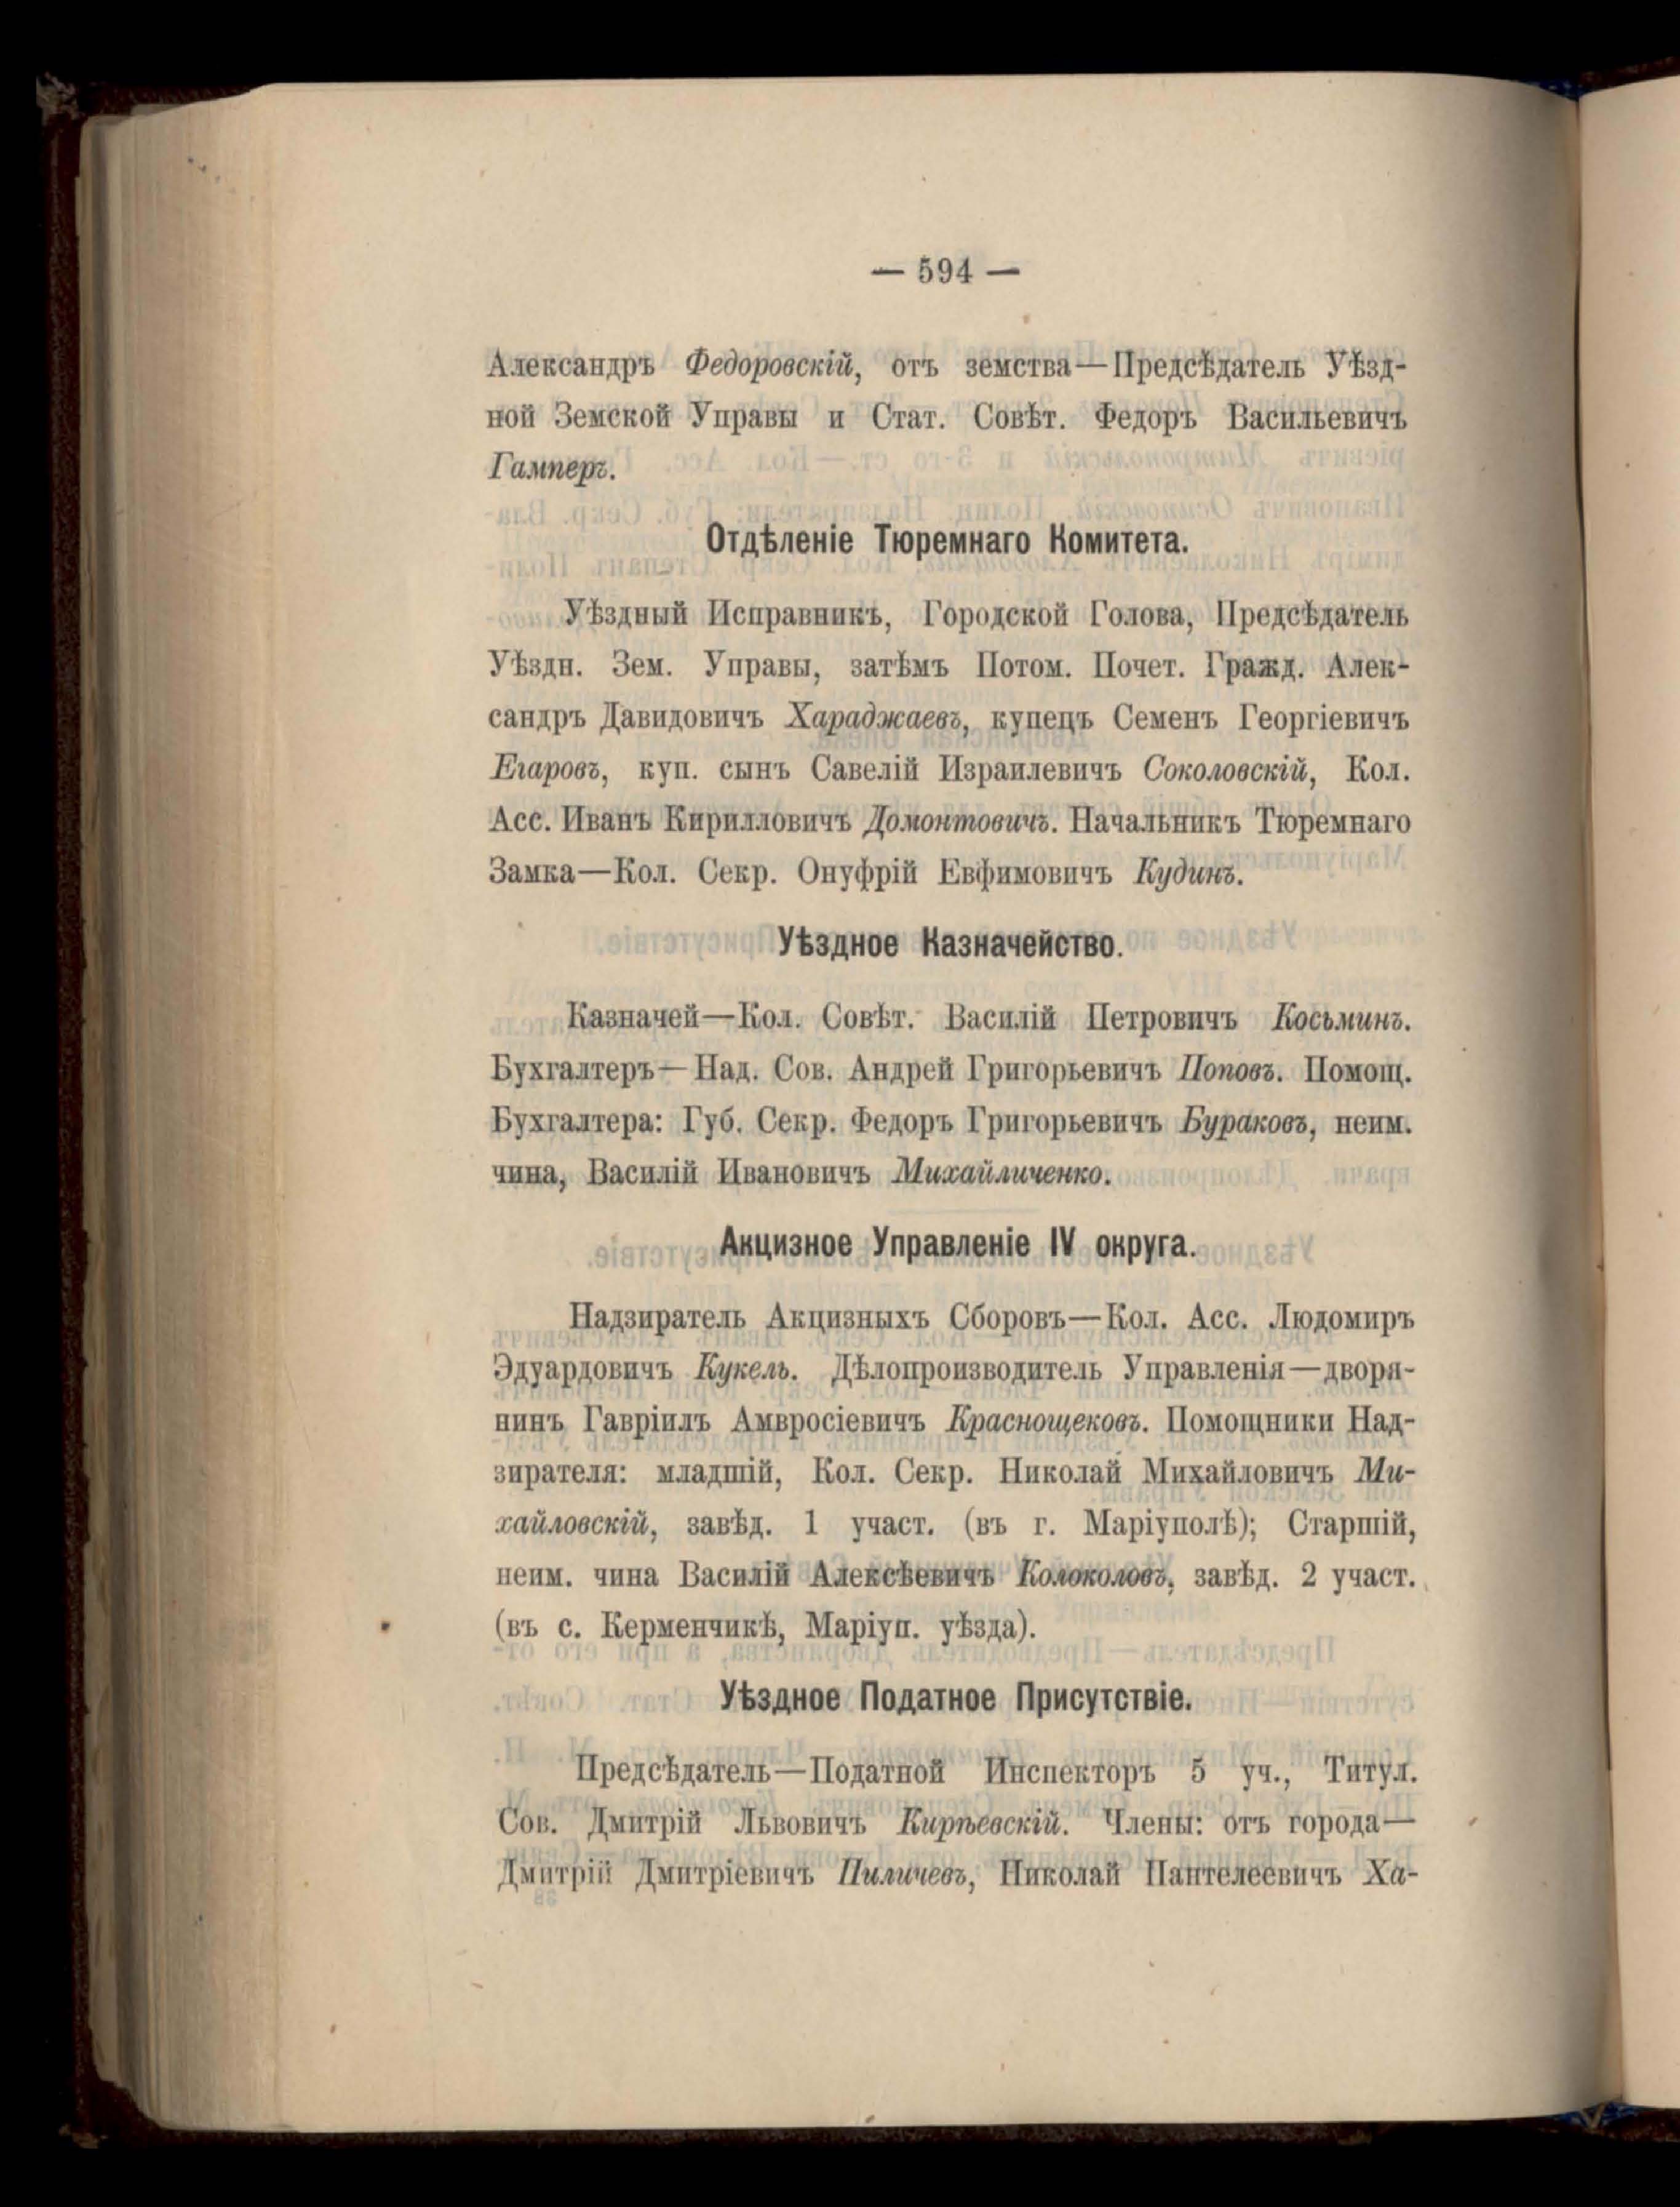 — 594 —
Александръ Федоровскій, отъ земства—Предсѣдатель Уѣзд-
ной Земской Управы и Стат. Совѣт. Федоръ Васильевичъ
Гамперъ.
Отдѣленіе Тюремнаго Комитета.
Уѣздный Исправникъ, Городской Голова, Предсѣдатель
Уѣздн. Зем. Управы, затѣмъ Потом. Почет. Гражд. Алек-
сандръ Давидовичъ Хараджаевъ, купецъ Семенъ Георгіевичъ
Егаровъ, куп. сынъ Савелій Израилевичъ Соколовскій, Кол.
Асс. Иванъ Кирилловичъ Домонтовичъ. Начальникъ Тюремнаго
Замка—Кол. Секр. Онуфрій Евфимовичъ Кудинъ.
Уѣздное Казначейство.
Казначей—Кол. Совѣт. Василій Петровичъ Косьминъ.
Бухгалтеръ—Над. Сов. Андрей Григорьевичъ Поповъ. Помощ.
Бухгалтера: Губ. Секр. Федоръ Григорьевичъ Бураковъ, неим.
чина, Василій Ивановичъ Михайличенко.
Акцизное Управленіе IV округа.
Надзиратель Акцизныхъ Сборовъ—Кол. Асс. Людомиръ
Эдуардовичъ Кукель. Дѣлопроизводитель Управленія—дворя-
нинъ Гавріилъ Амвросіевичъ Краснощековъ. Помощники Над-
зирателя: младшій, Кол. Секр. Николай Михайловичъ Ми-
хайловскій, завѣд. 1 участ. (въ г. Маріуполѣ); Старшій,
неим. чина Василій Алексѣевичъ Колоколовъ, завѣд. 2 участ.
(въ с. Керменчикѣ, Маріуп. уѣзда).
Уѣздное Податное Присутствіе.
Предсѣдатель—Податной Инспекторъ 5 уч., Титул.
Сов. Дмитрій Львовичъ Кирѣевскій. Члены: отъ города—
Дмитрій Дмитріевичъ Пиличевъ, Николай Пантелеевичъ Ха-